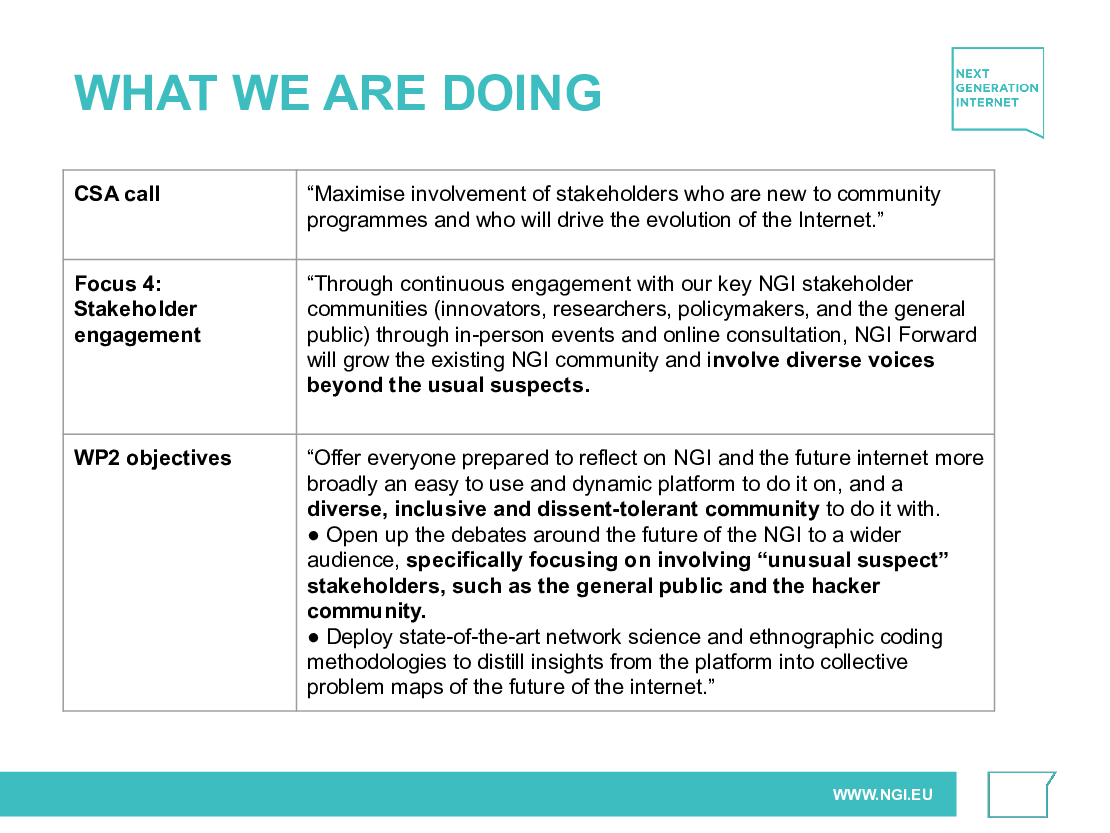 WHAT WE ARE DOING
NEXT
GENERATION
INTERNET
CSA call
“Maximise involvement of stakeholders who are new to community
programmes and who will drive the evolution of the Internet.”
Focus 4:
Stakeholder
engagement
“Through continuous engagement with our key NGI stakeholder
communities (innovators, researchers, policymakers, and the general
public) through in-person events and online consultation, NGI Forward
will grow the existing NGI community and involve diverse voices
beyond the usual suspects.
WP2 objectives
“Offer everyone prepared to reflect on NGI and the future internet more
broadly an easy to use and dynamic platform to do it on, and a
diverse, inclusive and dissent-tolerant community to do it with.
● Open up the debates around the future of the NGI to a wider
audience, specifically focusing on involving “unusual suspect”
stakeholders, such as the general public and the hacker
community.
● Deploy state-of-the-art network science and ethnographic coding
methodologies to distill insights from the platform into collective
problem maps of the future of the internet.”
WWW.NGI.EU